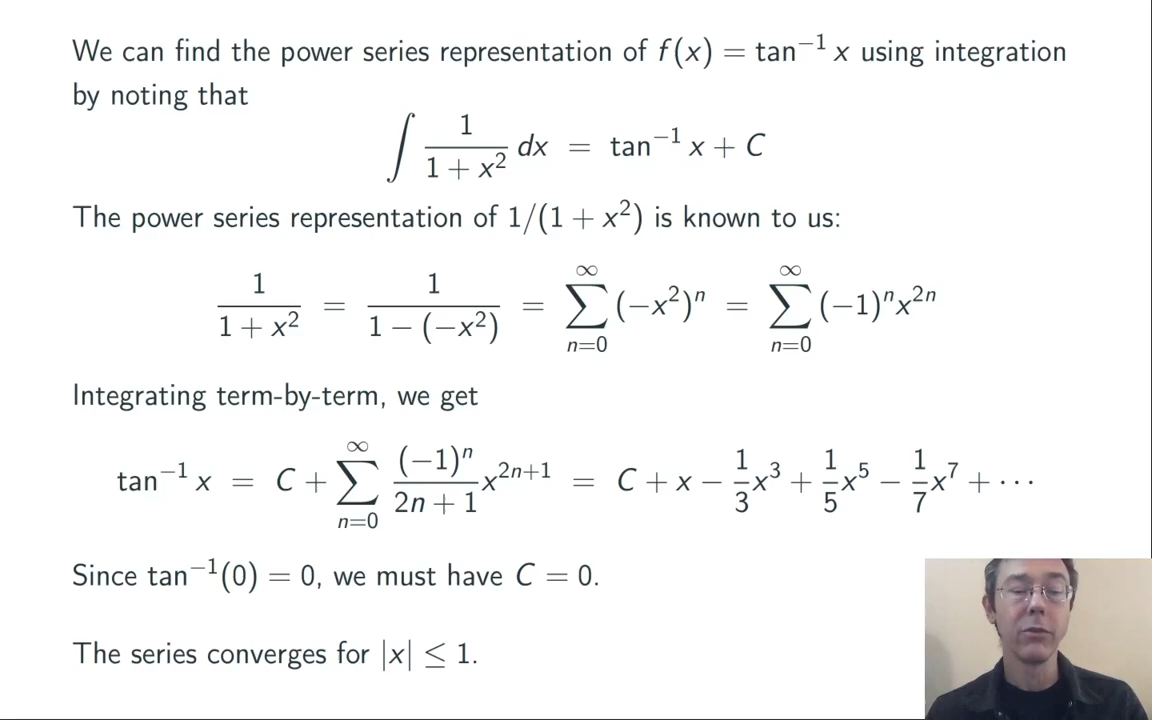 We can find the power series representation of f(x) = tan⁻¹ x using integration
by noting that
∫ 1/(1 + x²) dx = tan⁻¹ x + C
The power series representation of 1/(1 + x²) is known to us:
1/(1 + x²) = 1/(1 − (−x²)) = ∑_{n=0}^{∞} (−x²)ⁿ = ∑_{n=0}^{∞} (−1)ⁿx²ⁿ
Integrating term-by-term, we get
tan⁻¹ x = C + ∑_{n=0}^{∞} (−1)ⁿ/(2n + 1) x²ⁿ⁺¹ = C + x − 1/3 x³ + 1/5 x⁵ − 1/7 x⁷ + ⋯
Since tan⁻¹(0) = 0, we must have C = 0.
The series converges for |x| ≤ 1.